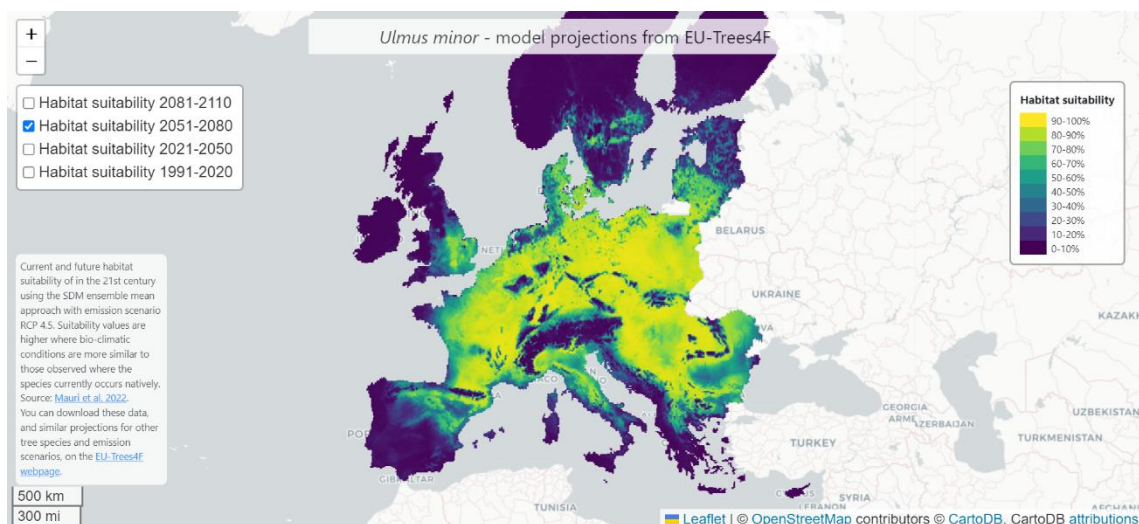 Ulmus minor - model projections from EU-Trees4F
+
−
Habitat suitability 2081-2110
Habitat suitability 2051-2080
Habitat suitability 2021-2050
Habitat suitability 1991-2020
Habitat suitability
90-100%
80-90%
70-80%
60-70%
50-60%
40-50%
30-40%
20-30%
10-20%
0-10%
BELARUS
NETH
UKRAINE
KAZAK
GEORGIA
AZERBAIJAN
UZBEKISTAN
TURKMENISTAN
TURKEY
SYRIA
LEBANON
GIBRALTAR
TUNISIA
Current and future habitat
suitability of in the 21st century
using the SDM ensemble mean
approach with emission scenario
RCP 4.5. Suitability values are
higher where bio-climatic
conditions are more similar to
those observed where the
species currently occurs natively.
Source: Mauri et al. 2022.
You can download these data,
and similar projections for other
tree species and emission
scenarios, on the EU-Trees4F
webpage.
500 km
300 mi
Leaflet | © OpenStreetMap contributors © CartoDB, CartoDB attributions